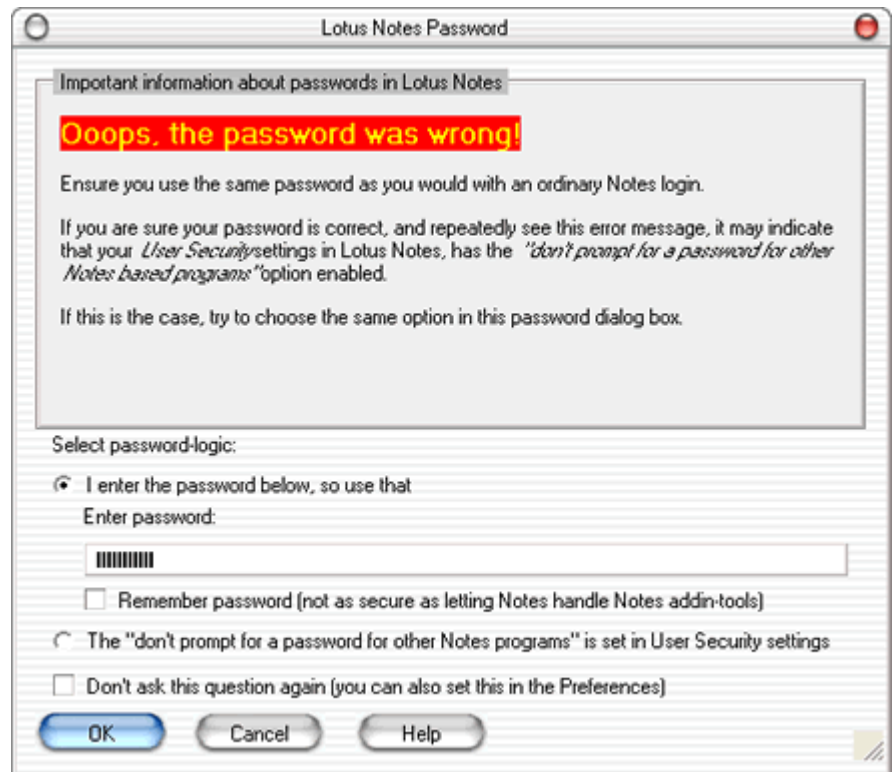 Lotus Notes Password
Important information about passwords in Lotus Notes
Ooops, the password was wrong!
Ensure you use the same password as you would with an ordinary Notes login.
If you are sure your password is correct, and repeatedly see this error message, it may indicate
that your User Securitysettings in Lotus Notes, has the "don't prompt for a password for other
Notes based programs"option enabled.
If this is the case, try to choose the same option in this password dialog box.
Select password-logic:
I enter the password below, so use that
Enter password:
Remember password (not as secure as letting Notes handle Notes addin-tools)
The "don't prompt for a password for other Notes programs" is set in User Security settings
Don't ask this question again (you can also set this in the Preferences)
OK Cancel Help